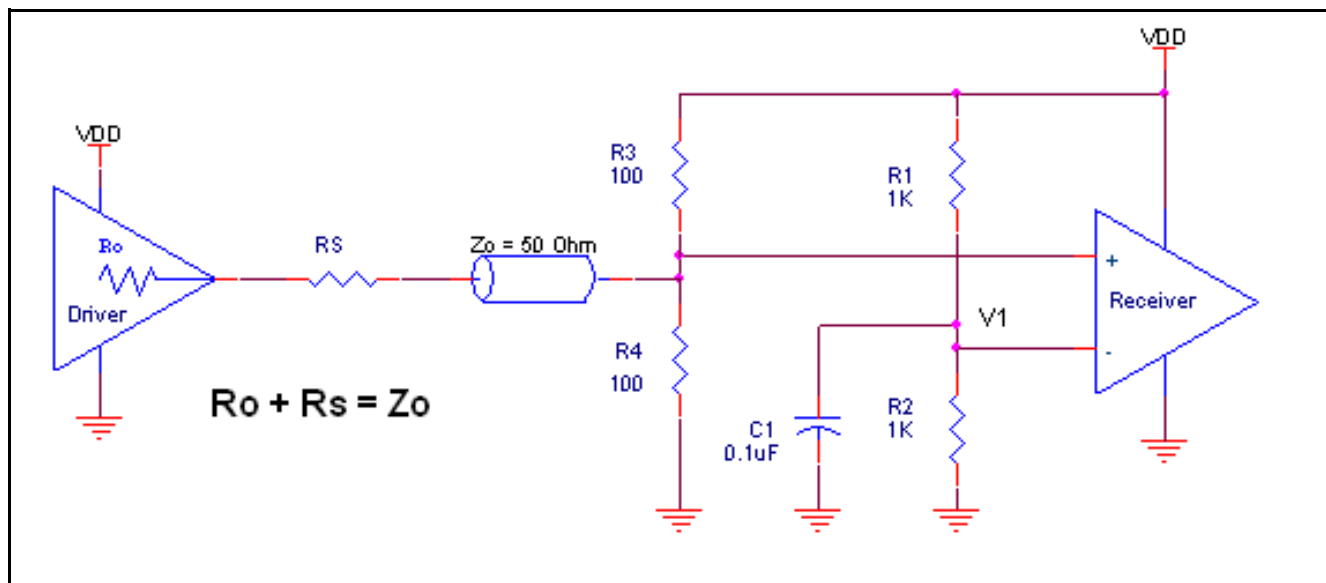 VDD
VDD
R3
100
R1
1K
Ro
RS
Zo = 50 Ohm
+
Driver
Receiver
V1
-
R4
100
Ro + Rs = Zo
C1
0.1uF
R2
1K